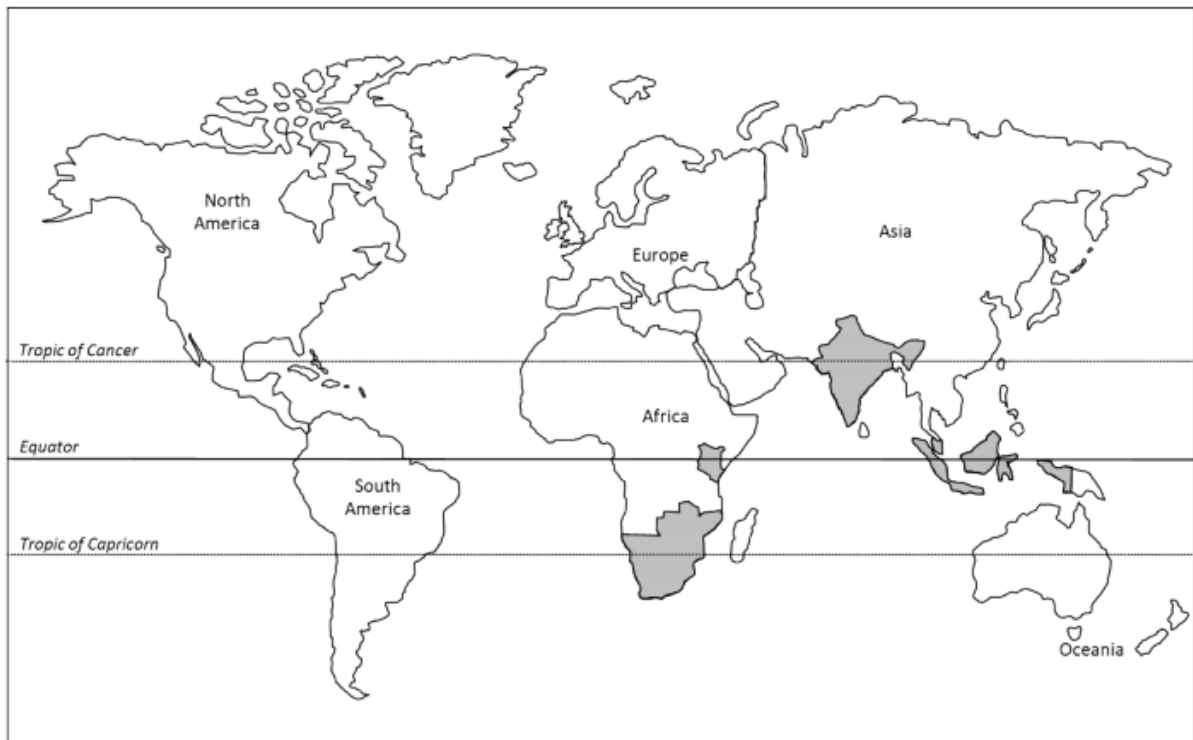 North
America
Europe
Asia
Tropic of Cancer
Africa
Equator
South
America
Tropic of Capricorn
Oceania